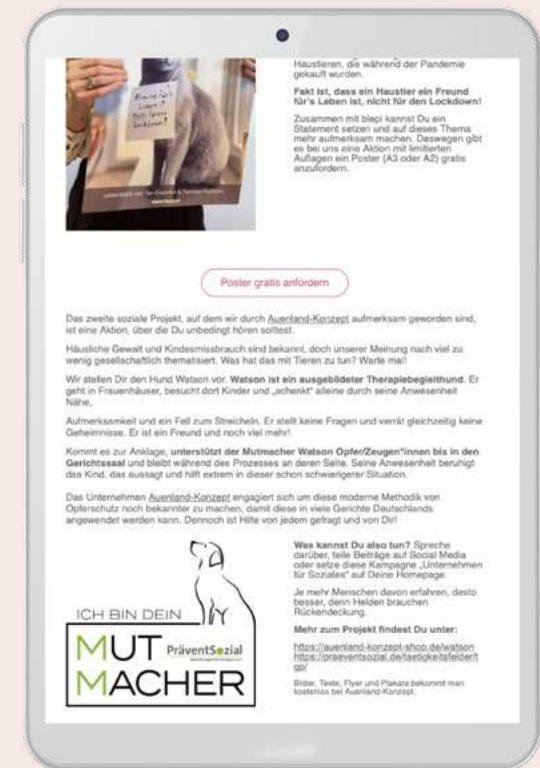 Freund für's
Leben &
nicht fürn
Lockdown!
Haustieren, die während der Pandemie
gekauft wurden.
Fakt ist, dass ein Haustier ein Freund
für's Leben ist, nicht für den Lockdown!
Zusammen mit blepi kannst Du ein
Statement setzen und auf dieses Thema
mehr aufmerksam machen. Deswegen gibt
es bei uns eine Aktion mit limitierten
Auflagen ein Poster (A3 oder A2) gratis
anzufordern.
Poster gratis anfordern
Das zweite soziale Projekt, auf dem wir durch Auenland-Konzept aufmerksam geworden sind,
ist eine Aktion, über die Du unbedingt hören solltest.
Häusliche Gewalt und Kindesmissbrauch sind bekannt, doch unserer Meinung nach viel zu
wenig gesellschaftlich thematisiert. Was hat das mit Tieren zu tun? Warte mal!
Wir stellen Dir den Hund Watson vor. Watson ist ein ausgebildeter Therapiebegleithund. Er
geht in Frauenhäuser, besucht dort Kinder und „schenkt“ alleine durch seine Anwesenheit
Nähe,
Aufmerksamkeit und ein Fell zum Streicheln. Er stellt keine Fragen und verrät gleichzeitig keine
Geheimnisse. Er ist ein Freund und noch viel mehr!
Kommt es zur Anklage, unterstützt der Mutmacher Watson Opfer/Zeugen*innen bis in den
Gerichtssaal und bleibt während des Prozesses an deren Seite. Seine Anwesenheit beruhigt
das Kind, das aussagt und hilft extrem in dieser schon schwierigerer Situation.
Das Unternehmen Auenland-Konzept engagiert sich um diese moderne Methodik von
Opferschutz noch bekannter zu machen, damit diese in viele Gerichte Deutschlands
angewendet werden kann. Dennoch ist Hilfe von jedem gefragt und von Dir!
ICH BIN DEIN
MUT
PräventSozial
MACHER
Was kannst Du also tun? Spreche
darüber, teile Beiträge auf Social Media
oder setze diese Kampagne „Unternehmen
für Soziales“ auf Deine Homepage.
Je mehr Menschen davon erfahren, desto
besser, denn Helden brauchen
Rückendeckung.
Mehr zum Projekt findest Du unter:
https://auenland-konzept-shop.de/watson
https://praeventsozial.de/taetigkeitsfelder/t
gp/
Bilder, Texte, Flyer und Plakate bekommt man
kostenlos bei Auenland-Konzept.